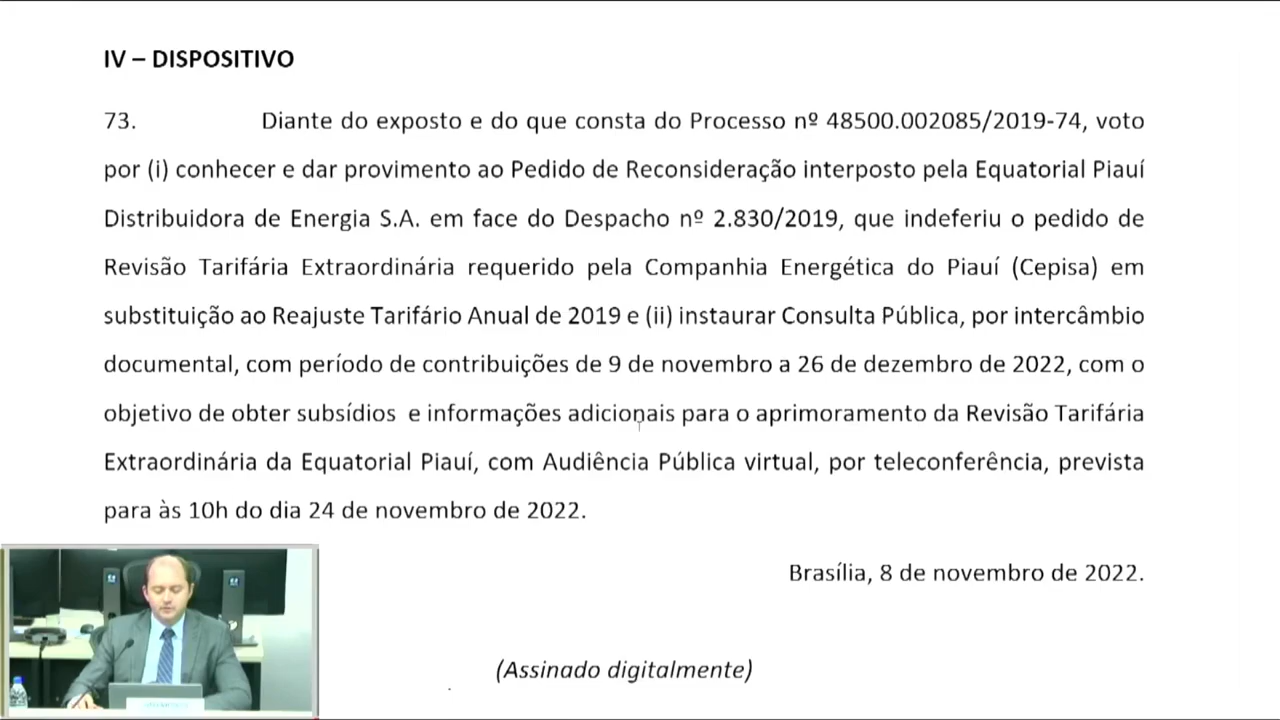 IV – DISPOSITIVO
73. Diante do exposto e do que consta do Processo nº 48500.002085/2019-74, voto
por (i) conhecer e dar provimento ao Pedido de Reconsideração interposto pela Equatorial Piauí
Distribuidora de Energia S.A. em face do Despacho nº 2.830/2019, que indeferiu o pedido de
Revisão Tarifária Extraordinária requerido pela Companhia Energética do Piauí (Cepisa) em
substituição ao Reajuste Tarifário Anual de 2019 e (ii) instaurar Consulta Pública, por intercâmbio
documental, com período de contribuições de 9 de novembro a 26 de dezembro de 2022, com o
objetivo de obter subsídios e informações adicionais para o aprimoramento da Revisão Tarifária
Extraordinária da Equatorial Piauí, com Audiência Pública virtual, por teleconferência, prevista
para às 10h do dia 24 de novembro de 2022.
Brasília, 8 de novembro de 2022.
(Assinado digitalmente)